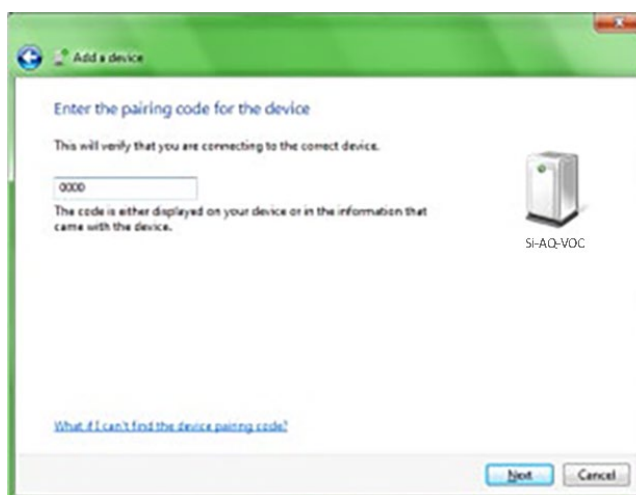 Add a device
Enter the pairing code for the device
This will verify that you are connecting to the correct device.
0000
The code is either displayed on your device or in the information that
came with the device.
Si-AQ-VOC
What if I can't find the device pairing code?
Next Cancel